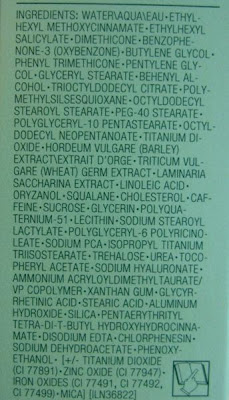 INGREDIENTS: WATER\AQUA\EAU•ETHYL-
HEXYL METHOXYCINNAMATE•ETHYLHEXYL
SALICYLATE•DIMETHICONE•BENZOPHE-
NONE-3 (OXYBENZONE)•BUTYLENE GLYCOL•
PHENYL TRIMETHICONE•PENTYLENE GLY-
COL•GLYCERYL STEARATE•BEHENYL AL-
COHOL•TRIOCTYLDODECYL CITRATE•POLY-
METHYLSILSESQUIOXANE•OCTYLDODECYL
STEAROYL STEARATE•PEG-40 STEARATE•
POLYGLYCERYL-10 PENTASTEARATE•OCTYL-
DODECYL NEOPENTANOATE•TITANIUM DI-
OXIDE•HORDEUM VULGARE (BARLEY)
EXTRACT\EXTRAIT D'ORGE•TRITICUM VUL-
GARE (WHEAT) GERM EXTRACT•LAMINARIA
SACCHARINA EXTRACT•LINOLEIC ACID•
ORYZANOL•SQUALANE•CHOLESTEROL•CAF-
FEINE•SUCROSE•GLYCERIN•POLYQUA-
TERNIUM-51•LECITHIN•SODIUM STEAROYL
LACTYLATE•POLYGLYCERYL-6 POLYRICINO-
LEATE•SODIUM PCA•ISOPROPYL TITANIUM
TRIISOSTEARATE•TREHALOSE•UREA•TOCO-
PHERYL ACETATE•SODIUM HYALURONATE•
AMMONIUM ACRYLOYLDIMETHYLTAURATE/
VP COPOLYMER•XANTHAN GUM•GLYCYR-
RHETINIC ACID•STEARIC ACID•ALUMINUM
HYDROXIDE•SILICA•PENTAERYTHRITYL
TETRA-DI-T-BUTYL HYDROXYHYDROCINNA-
MATE•DISODIUM EDTA•CHLORPHENESIN•
SODIUM DEHYDROACETATE•PHENOXY-
ETHANOL•[+/- TITANIUM DIOXIDE
(CI 77891)•ZINC OXIDE (CI 77947)•
IRON OXIDES (CI 77491, CI 77492,
CI 77499)•MICA] [ILN36822]